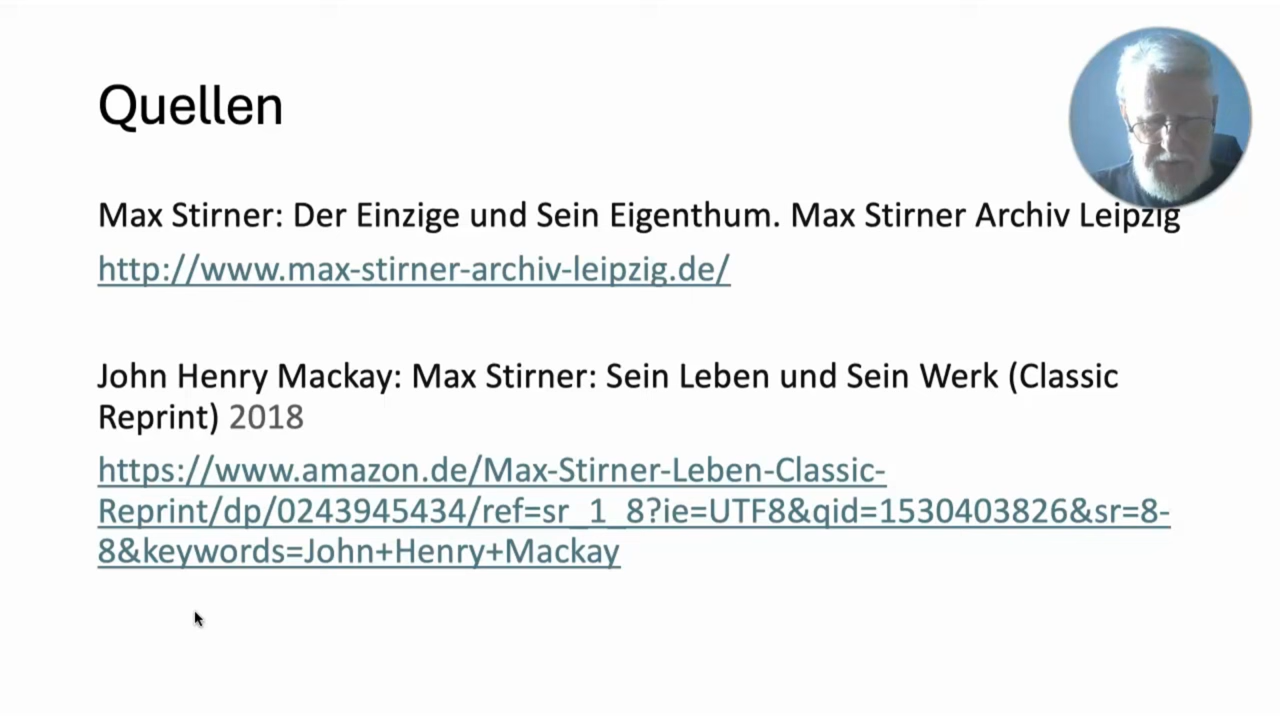 Quellen
Max Stirner: Der Einzige und Sein Eigenthum. Max Stirner Archiv Leipzig
http://www.max-stirner-archiv-leipzig.de/
John Henry Mackay: Max Stirner: Sein Leben und Sein Werk (Classic
Reprint) 2018
https://www.amazon.de/Max-Stirner-Leben-Classic-
Reprint/dp/0243945434/ref=sr_1_8?ie=UTF8&qid=1530403826&sr=8-
8&keywords=John+Henry+Mackay